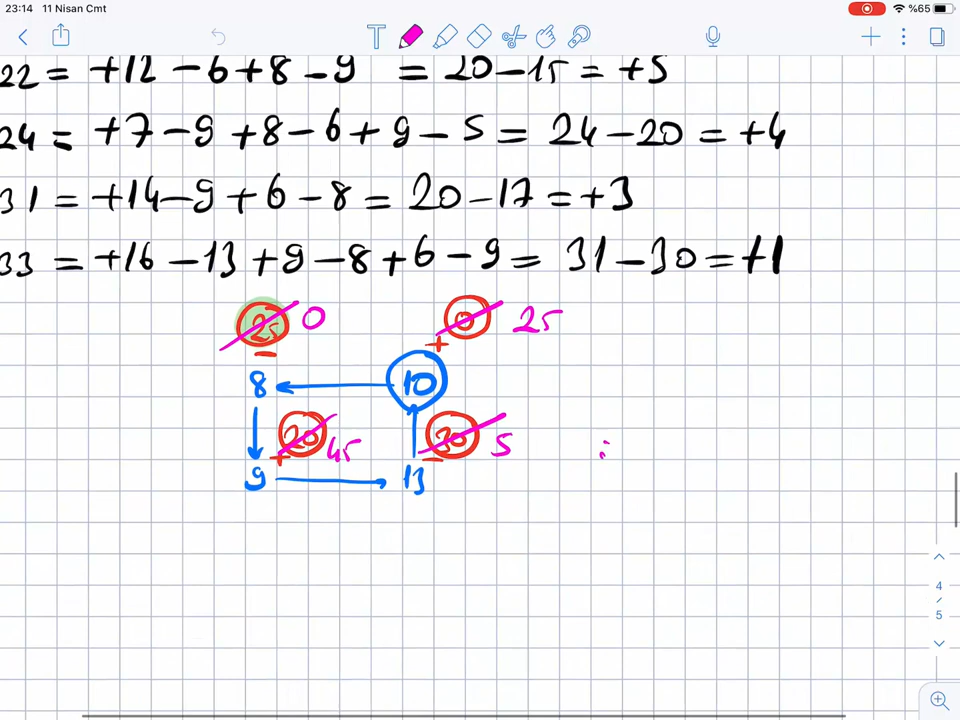 23:14 11 Nisan Cmt %65
22 = +12 - 6 + 8 - 9 = 20 - 15 = +5
24 = +7 - 9 + 8 - 6 + 9 - 5 = 24 - 20 = +4
31 = +14 - 9 + 6 - 8 = 20 - 17 = +3
33 = +16 - 13 + 9 - 8 + 6 - 9 = 31 - 30 = +1
25 0 0 25
- +
8 10
20 45 30 5
+ -
9 13
4
/
5